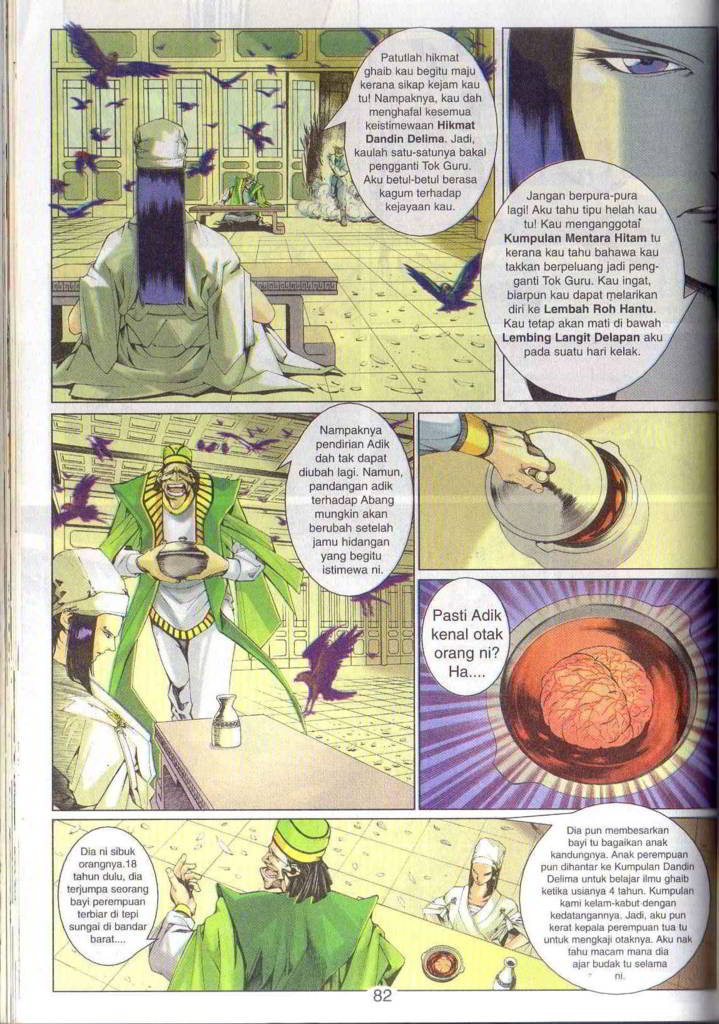 Patutlah hikmat
ghaib kau begitu maju
kerana sikap kejam kau
tu! Nampaknya, kau dah
menghafal kesemua
keistimewaan Hikmat
Dandin Delima. Jadi,
kaulah satu-satunya bakal
pengganti Tok Guru.
Aku betul-betul berasa
kagum terhadap
kejayaan kau.
Jangan berpura-pura
lagi! Aku tahu tipu helah kau
tu! Kau menganggotai
Kumpulan Mentara Hitam tu
kerana kau tahu bahawa kau
takkan berpeluang jadi peng-
ganti Tok Guru. Kau ingat,
biarpun kau dapat melarikan
diri ke Lembah Roh Hantu.
Kau tetap akan mati di bawah
Lembing Langit Delapan aku
pada suatu hari kelak.
Nampaknya
pendirian Adik
dah tak dapat
diubah lagi. Namun,
pandangan adik
terhadap Abang
mungkin akan
berubah setelah
jamu hidangan
yang begitu
istimewa ni.
Pasti Adik
kenal otak
orang ni?
Ha....
Dia ni sibuk
orangnya.18
tahun dulu, dia
terjumpa seorang
bayi perempuan
terbiar di tepi
sungai di bandar
barat....
Dia pun membesarkan
bayi tu bagaikan anak
kandungnya. Anak perempuan
pun dihantar ke Kumpulan Dandin
Delima untuk belajar ilmu ghaib
ketika usianya 4 tahun. Kumpulan
kami kelam-kabut dengan
kedatangannya. Jadi, aku pun
kerat kepala perempuan tua tu
untuk mengkaji otaknya. Aku nak
tahu macam mana dia
ajar budak tu selama
ni.
82